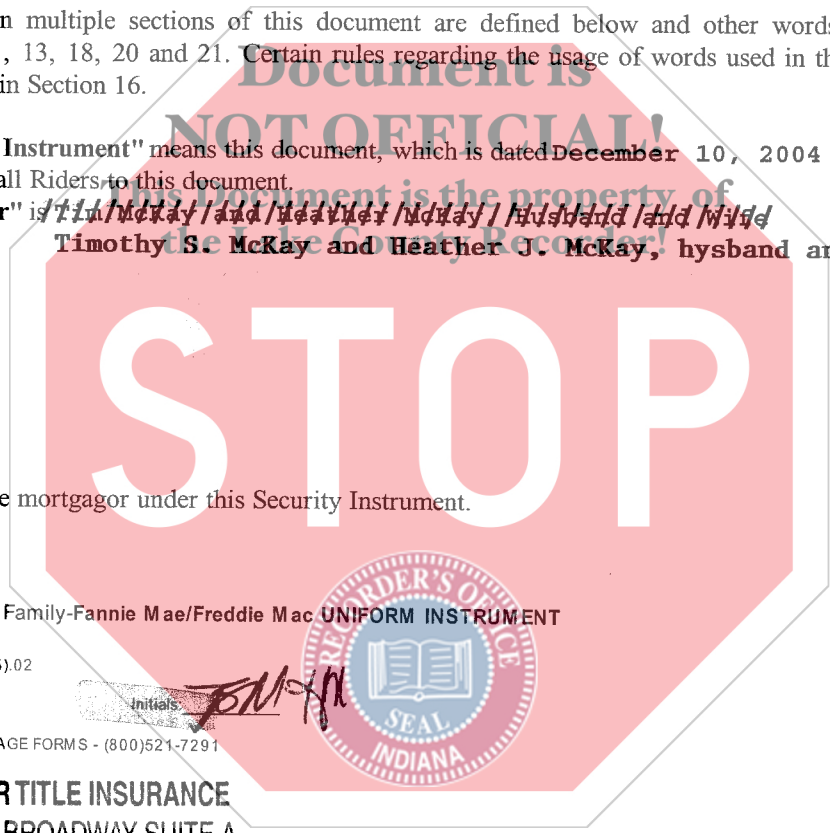 n multiple sections of this document are defined below and other words
, 13, 18, 20 and 21. Certain rules regarding the usage of words used in th
in Section 16.
Document is
NOT OFFICIAL!
This Document is the property of
the Lake County Recorder!
Instrument" means this document, which is dated December 10, 2004
all Riders to this document.
r" is Tim McKay and Heather McKay, Husband and Wife
Timothy S. McKay and Heather J. McKay, hysband an
STOP
e mortgagor under this Security Instrument.
Family-Fannie Mae/Freddie Mac UNIFORM INSTRUMENT
).02
Initials:
AGE FORMS - (800)521-7291
RECORDER'S OFFICE
SEAL
INDIANA
R TITLE INSURANCE
BROADWAY SUITE A